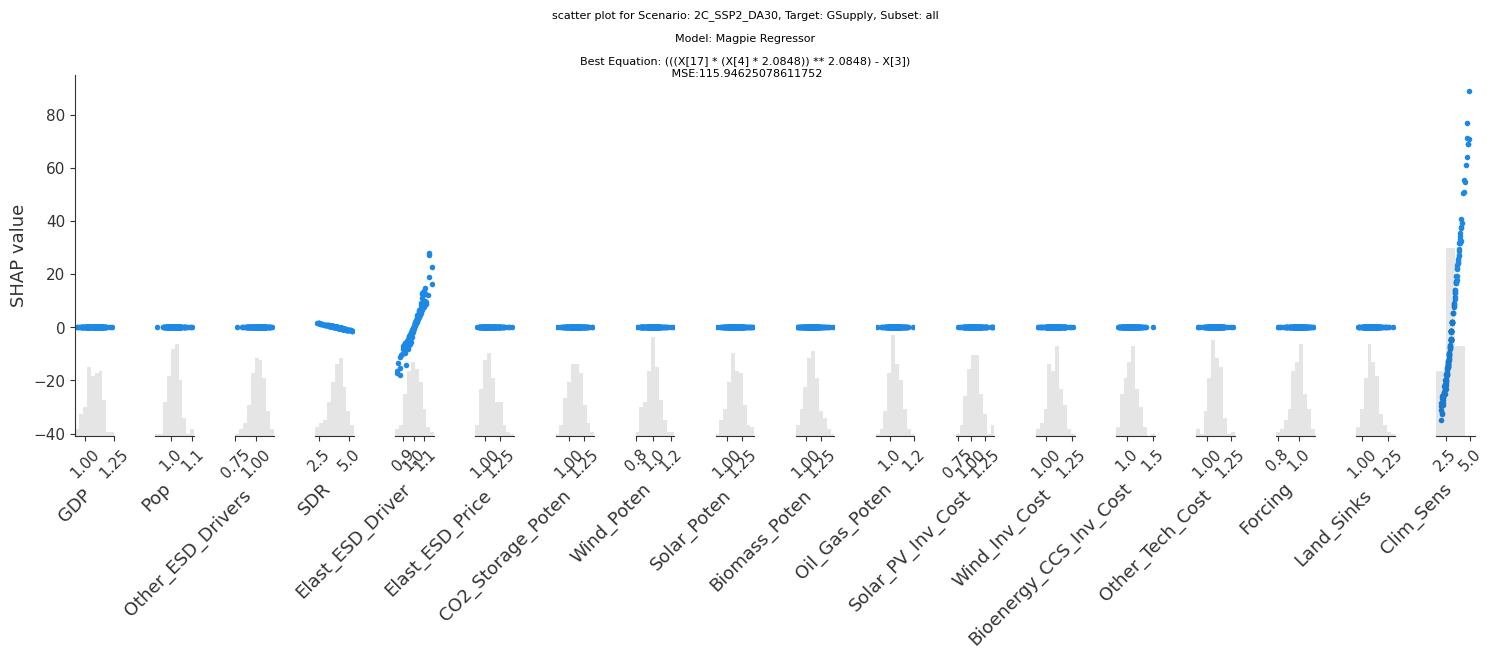 scatter plot for Scenario: 2C_SSP2_DA30, Target: GSupply, Subset: all
Model: Magpie Regressor
Best Equation: (((X[17] * (X[4] * 2.0848)) ** 2.0848) - X[3])
MSE:115.94625078611752
SHAP value
80
60
40
20
0
−20
−40
1.00 1.25
1.0 1.1
0.75 1.00
2.5 5.0
0.9 1.0 1.1
1.00 1.25
1.00 1.25
0.8 1.0 1.2
1.00 1.25
1.00 1.25
1.0 1.2
0.75 1.00 1.25
1.00 1.25
1.0 1.5
1.00 1.25
0.8 1.0
1.00 1.25
2.5 5.0
GDP
Pop
Other_ESD_Drivers
SDR
Elast_ESD_Driver
Elast_ESD_Price
CO2_Storage_Poten
Wind_Poten
Solar_Poten
Biomass_Poten
Oil_Gas_Poten
Solar_PV_Inv_Cost
Wind_Inv_Cost
Bioenergy_CCS_Inv_Cost
Other_Tech_Cost
Forcing
Land_Sinks
Clim_Sens